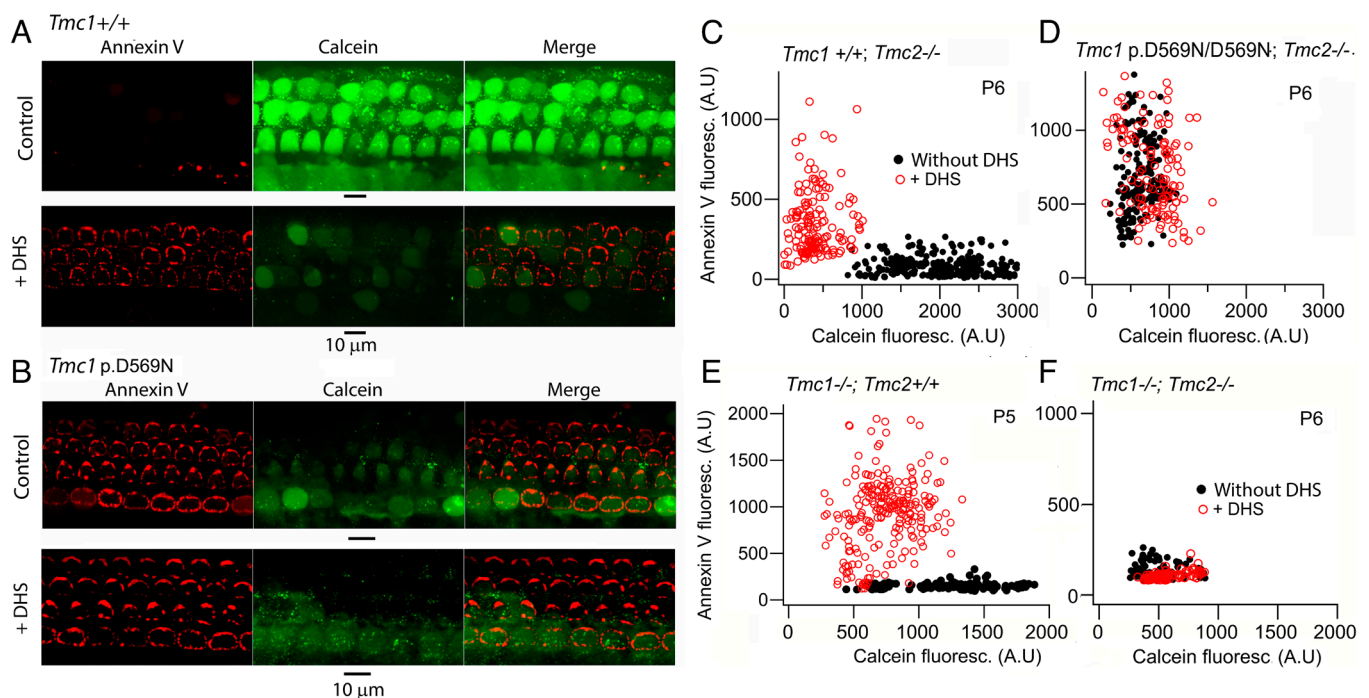 A
Tmc1+/+
Annexin V Calcein Merge
Control
+ DHS
10 µm
B
Tmc1 p.D569N
Annexin V Calcein Merge
Control
+ DHS
10 µm
C
Tmc1 +/+; Tmc2-/-
P6
Without DHS
+ DHS
Annexin V fluoresc. (A.U)
1000
500
0
0 1000 2000 3000
Calcein fluoresc. (A.U)
D
Tmc1 p.D569N/D569N; Tmc2-/-
P6
1000
500
0
0 1000 2000 3000
Calcein fluoresc. (A.U)
E
Tmc1-/-; Tmc2+/+
P5
Annexin V fluoresc. (A.U)
2000
1500
1000
500
0
0 500 1000 1500 2000
Calcein fluoresc. (A.U)
F
Tmc1-/-; Tmc2-/-
P6
Without DHS
+ DHS
1000
500
0
0 500 1000 1500 2000
Calcein fluoresc. (A.U)